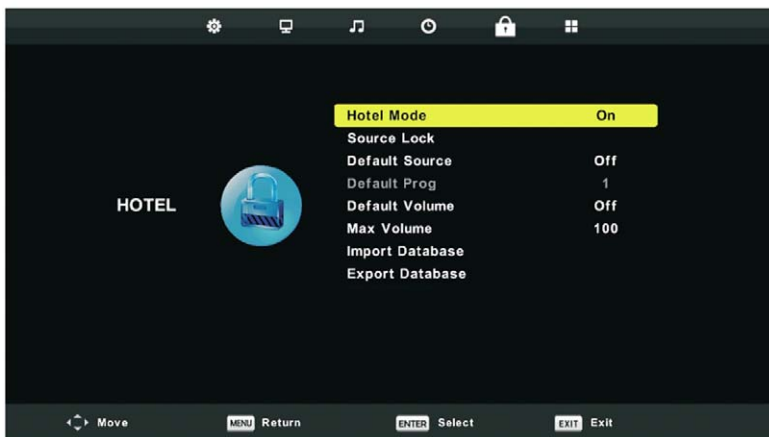 Hotel Mode On
Source Lock
Default Source Off
Default Prog 1
HOTEL
Default Volume Off
Max Volume 100
Import Database
Export Database
Move MENU Return ENTER Select EXIT Exit